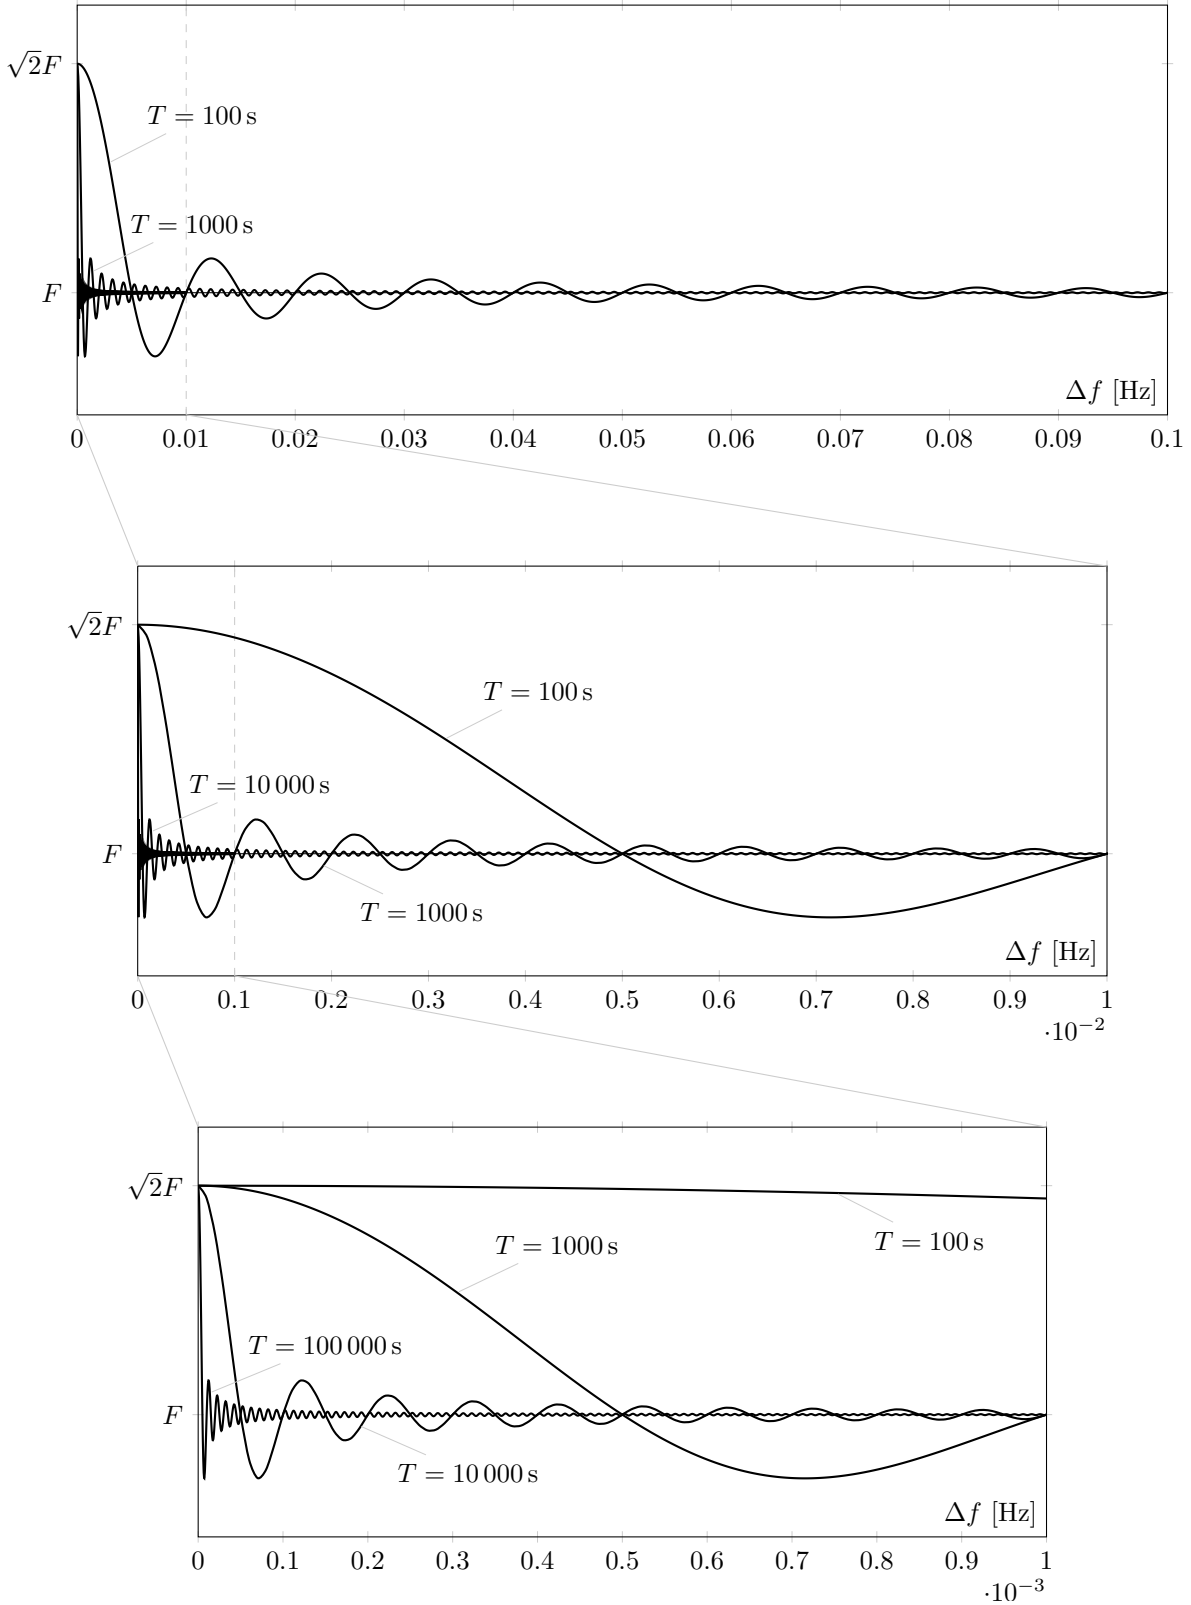 √2F
T = 100 s
T = 1000 s
F
Δf [Hz]
0 0.01 0.02 0.03 0.04 0.05 0.06 0.07 0.08 0.09 0.1
√2F
T = 100 s
T = 10 000 s
F
T = 1000 s
Δf [Hz]
0 0.1 0.2 0.3 0.4 0.5 0.6 0.7 0.8 0.9 1
·10⁻²
√2F
T = 100 s
T = 1000 s
T = 100 000 s
F
T = 10 000 s
Δf [Hz]
0 0.1 0.2 0.3 0.4 0.5 0.6 0.7 0.8 0.9 1
·10⁻³